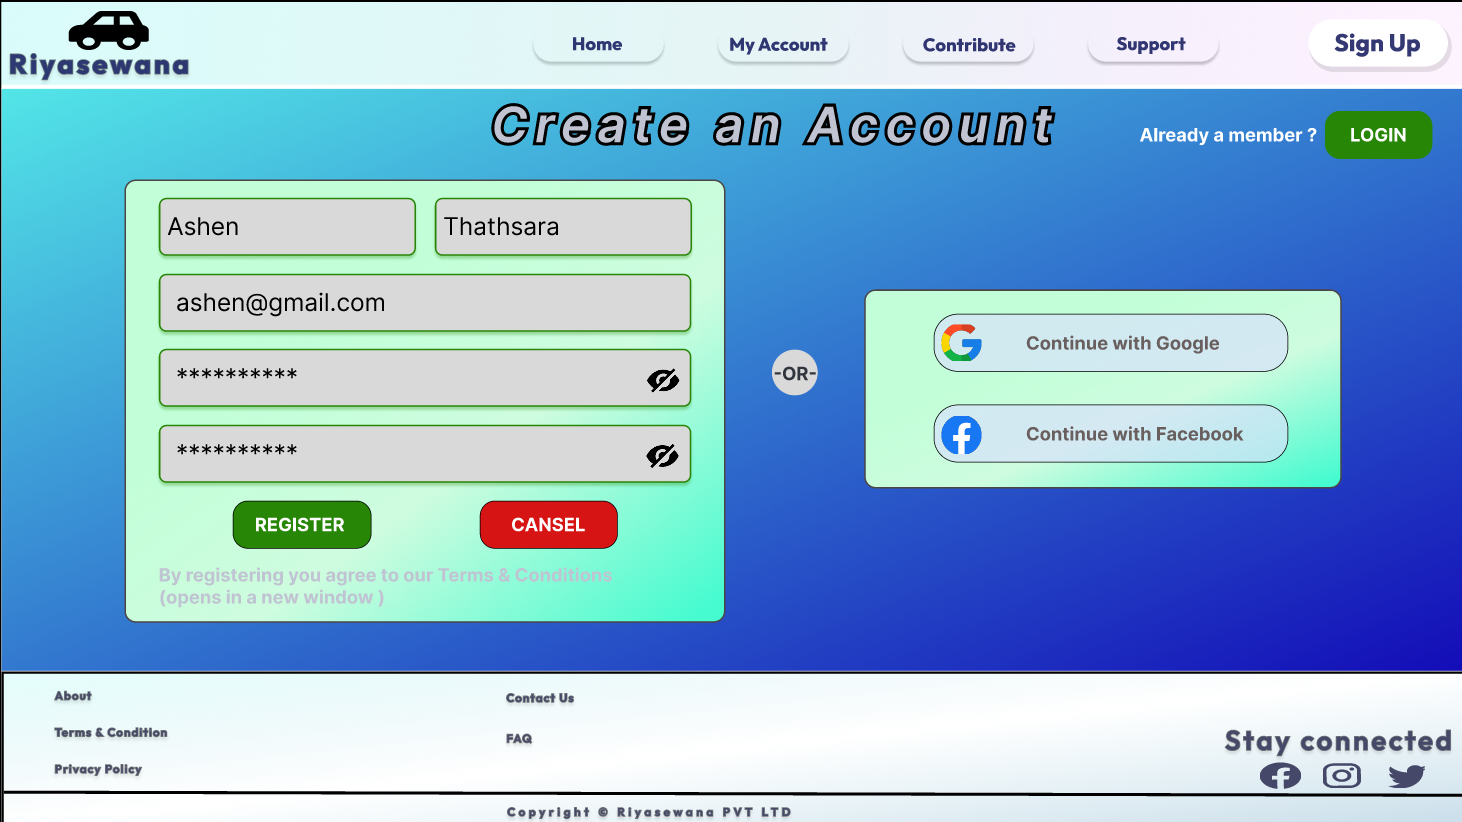 Riyasewana
Home
My Account
Contribute
Support
Sign Up
Create an Account
Already a member ?
LOGIN
Ashen
Thathsara
ashen@gmail.com
**********
**********
REGISTER
CANSEL
By registering you agree to our Terms & Conditions
(opens in a new window )
-OR-
Continue with Google
Continue with Facebook
About
Terms & Condition
Privacy Policy
Contact Us
FAQ
Stay connected
Copyright © Riyasewana PVT LTD